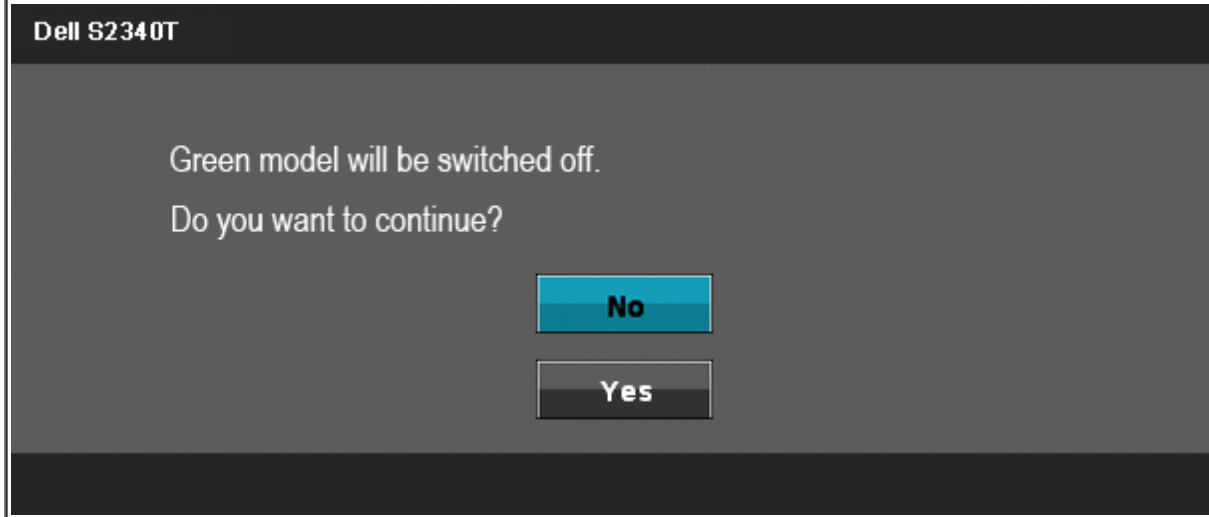 Dell S2340T
Green model will be switched off.
Do you want to continue?
No
Yes